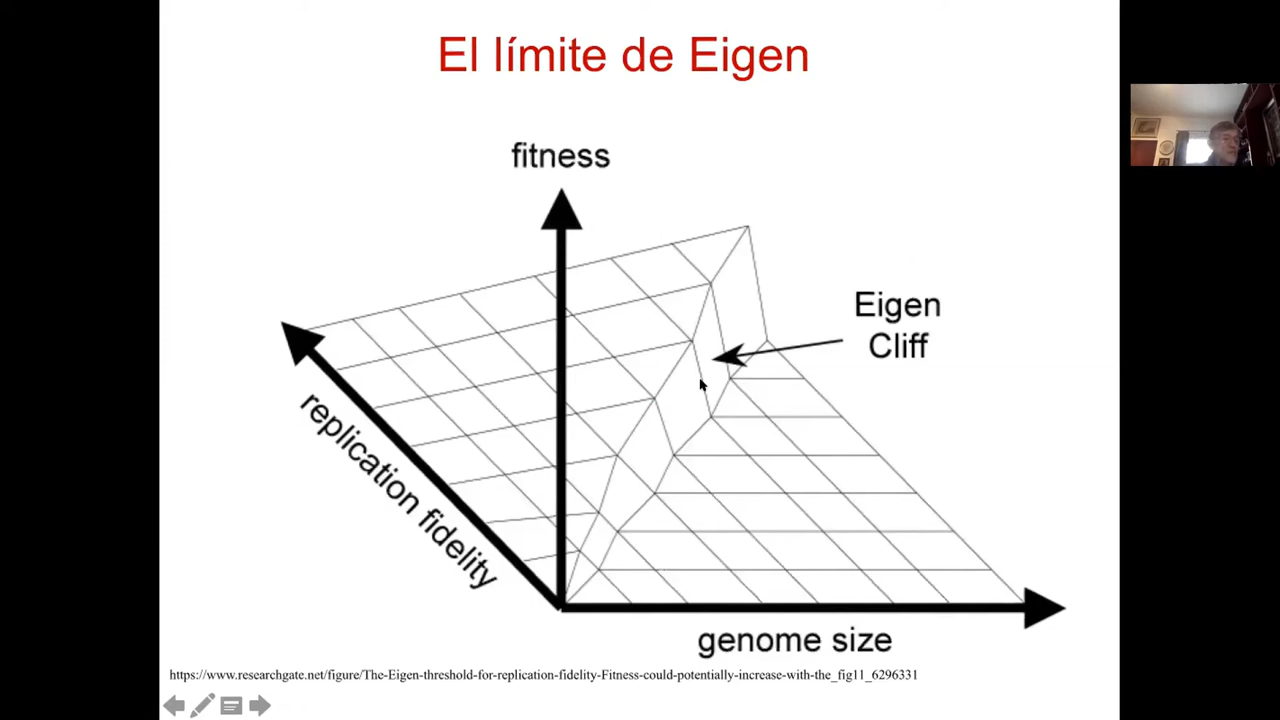 El límite de Eigen
fitness
Eigen
Cliff
replication fidelity
genome size
https://www.researchgate.net/figure/The-Eigen-threshold-for-replication-fidelity-Fitness-could-potentially-increase-with-the_fig11_6296331